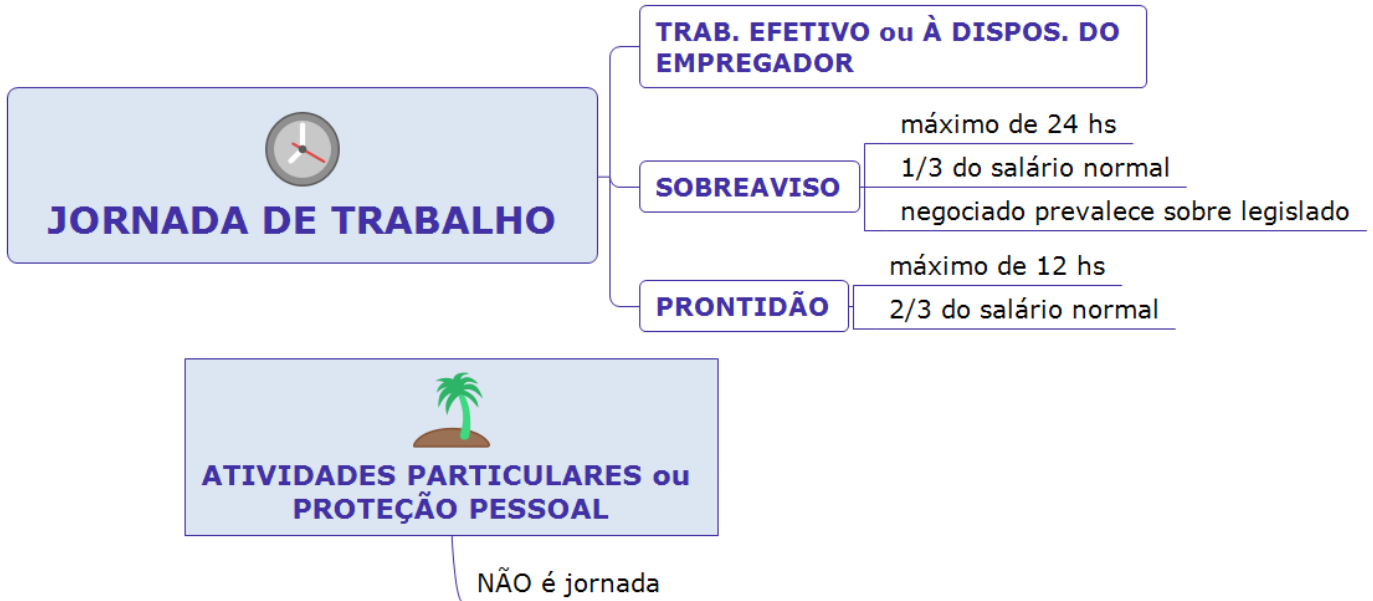 TRAB. EFETIVO ou À DISPOS. DO
EMPREGADOR
JORNADA DE TRABALHO
SOBREAVISO
máximo de 24 hs
1/3 do salário normal
negociado prevalece sobre legislado
PRONTIDÃO
máximo de 12 hs
2/3 do salário normal
ATIVIDADES PARTICULARES ou
PROTEÇÃO PESSOAL
NÃO é jornada